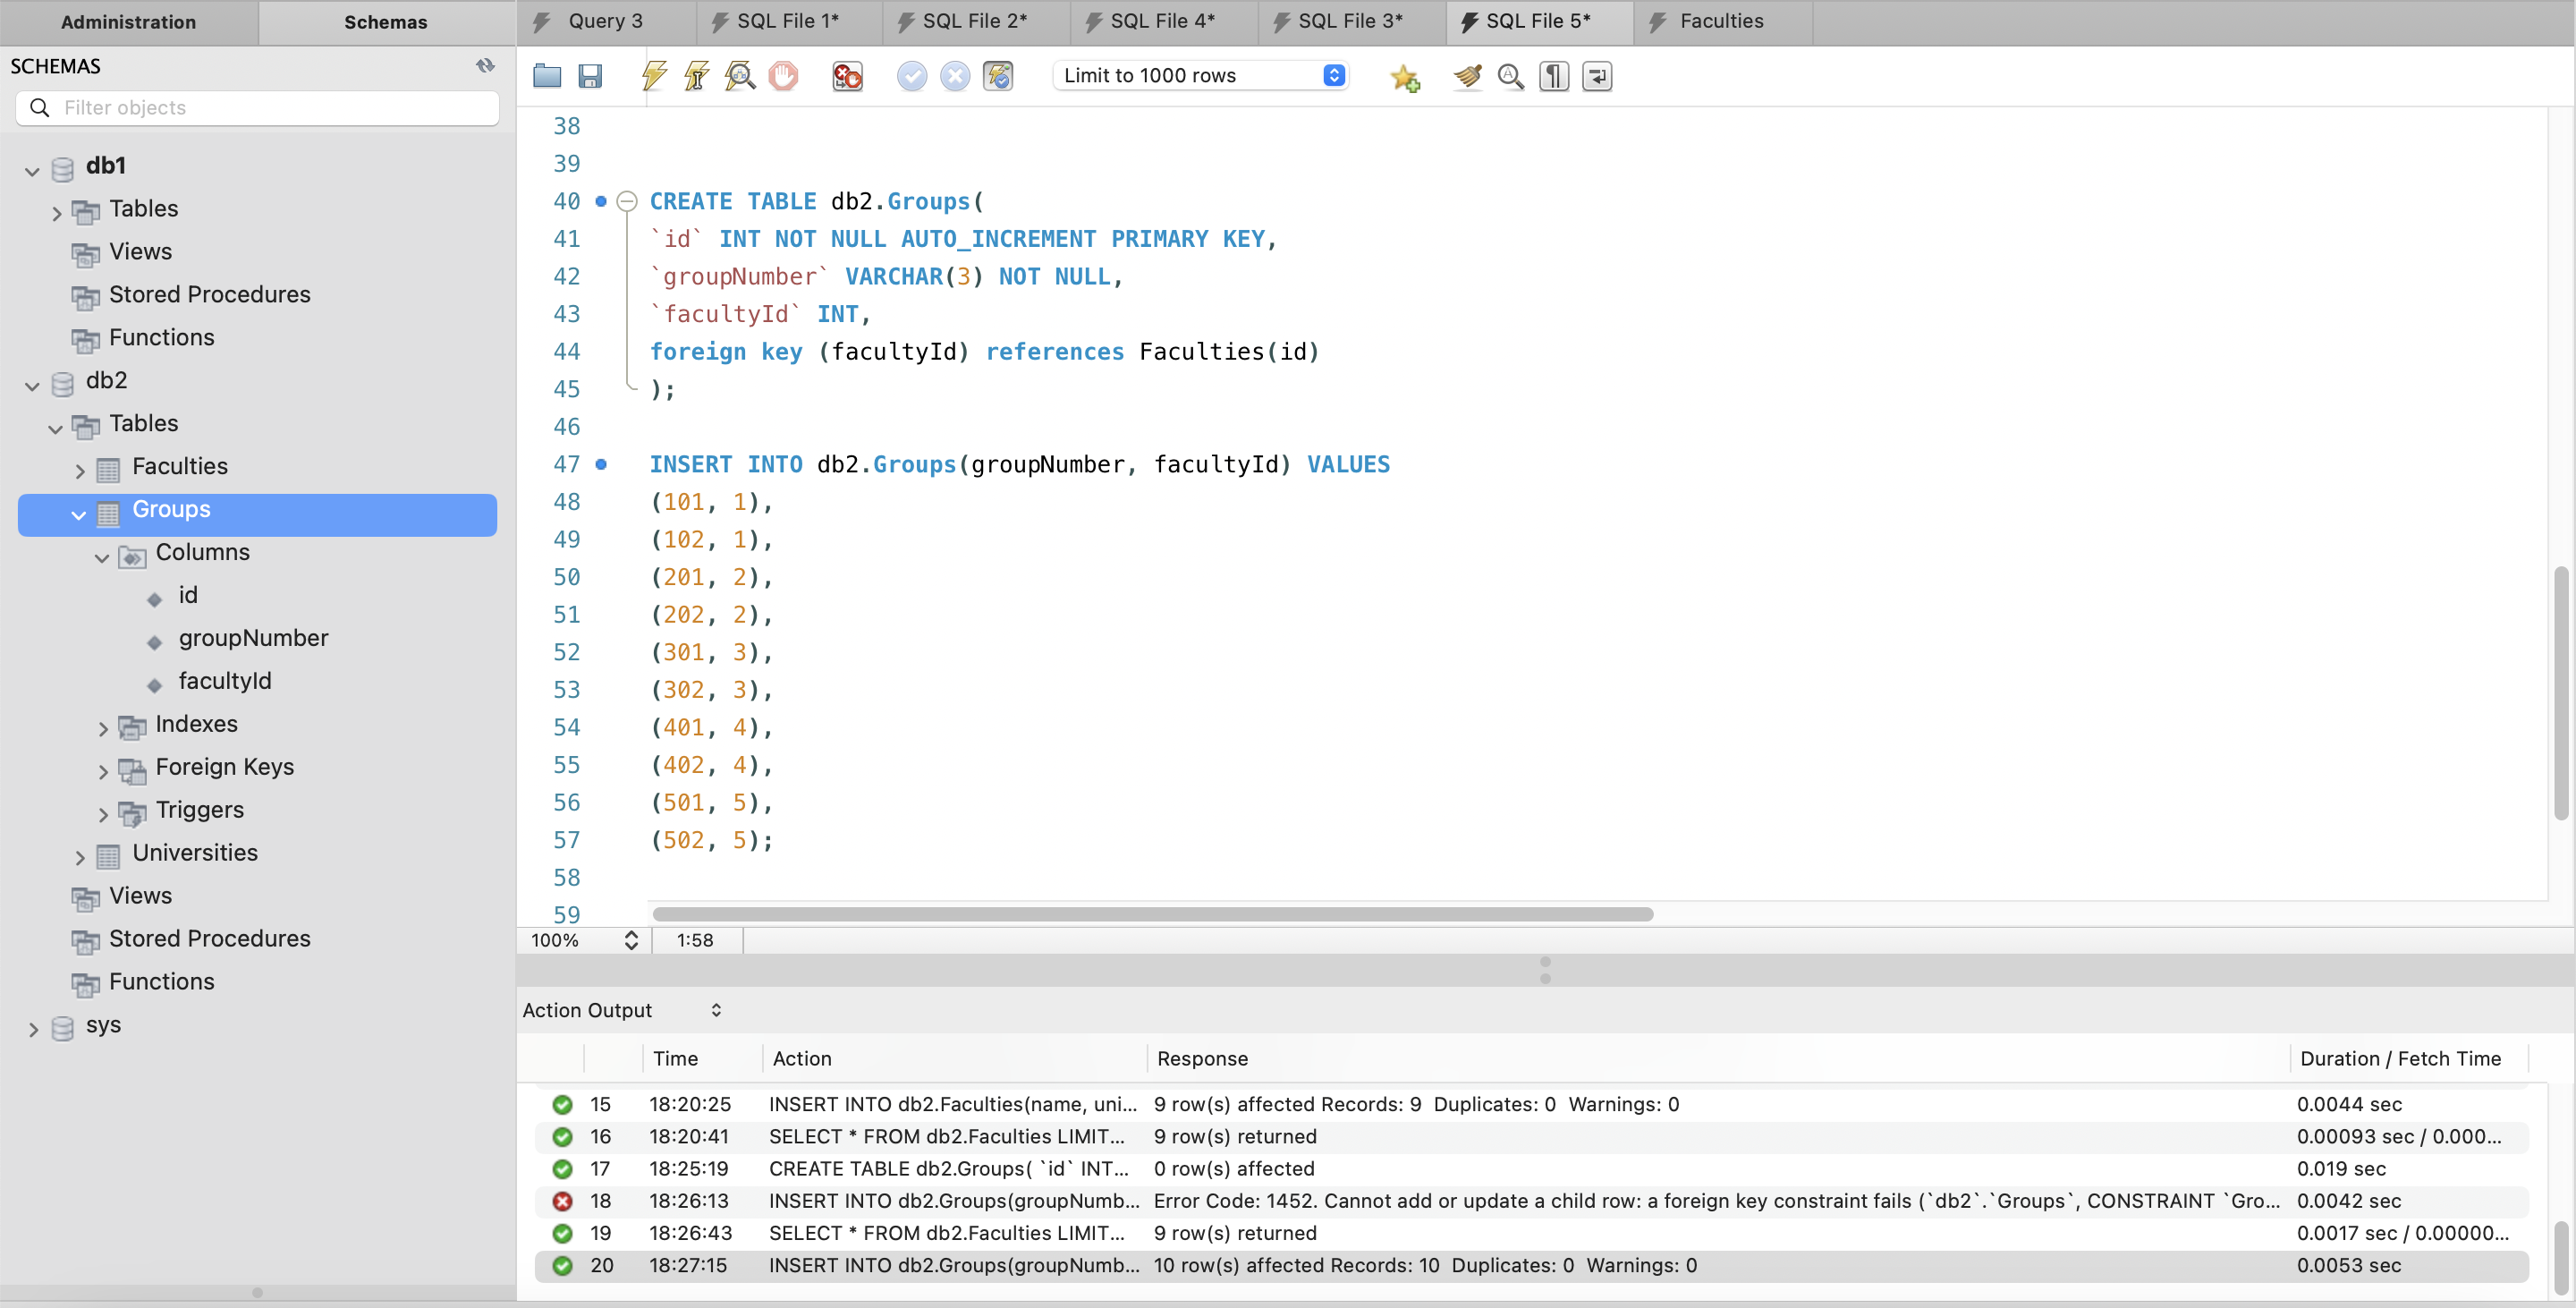 Administration
Schemas
Query 3
SQL File 1*
SQL File 2*
SQL File 4*
SQL File 3*
SQL File 5*
Faculties
SCHEMAS
Filter objects
db1
Tables
Views
Stored Procedures
Functions
db2
Tables
Faculties
Groups
Columns
id
groupNumber
facultyId
Indexes
Foreign Keys
Triggers
Universities
Views
Stored Procedures
Functions
sys
Limit to 1000 rows
38
39
40 CREATE TABLE db2.Groups(
41 `id` INT NOT NULL AUTO_INCREMENT PRIMARY KEY,
42 `groupNumber` VARCHAR(3) NOT NULL,
43 `facultyId` INT,
44 foreign key (facultyId) references Faculties(id)
45 );
46
47 INSERT INTO db2.Groups(groupNumber, facultyId) VALUES
48 (101, 1),
49 (102, 1),
50 (201, 2),
51 (202, 2),
52 (301, 3),
53 (302, 3),
54 (401, 4),
55 (402, 4),
56 (501, 5),
57 (502, 5);
58
59
100% 1:58
Action Output
Time Action Response Duration / Fetch Time
15 18:20:25 INSERT INTO db2.Faculties(name, uni... 9 row(s) affected Records: 9 Duplicates: 0 Warnings: 0 0.0044 sec
16 18:20:41 SELECT * FROM db2.Faculties LIMIT... 9 row(s) returned 0.00093 sec / 0.000...
17 18:25:19 CREATE TABLE db2.Groups( `id` INT... 0 row(s) affected 0.019 sec
18 18:26:13 INSERT INTO db2.Groups(groupNumb... Error Code: 1452. Cannot add or update a child row: a foreign key constraint fails (`db2`.`Groups`, CONSTRAINT `Gro... 0.0042 sec
19 18:26:43 SELECT * FROM db2.Faculties LIMIT... 9 row(s) returned 0.0017 sec / 0.00000...
20 18:27:15 INSERT INTO db2.Groups(groupNumb... 10 row(s) affected Records: 10 Duplicates: 0 Warnings: 0 0.0053 sec